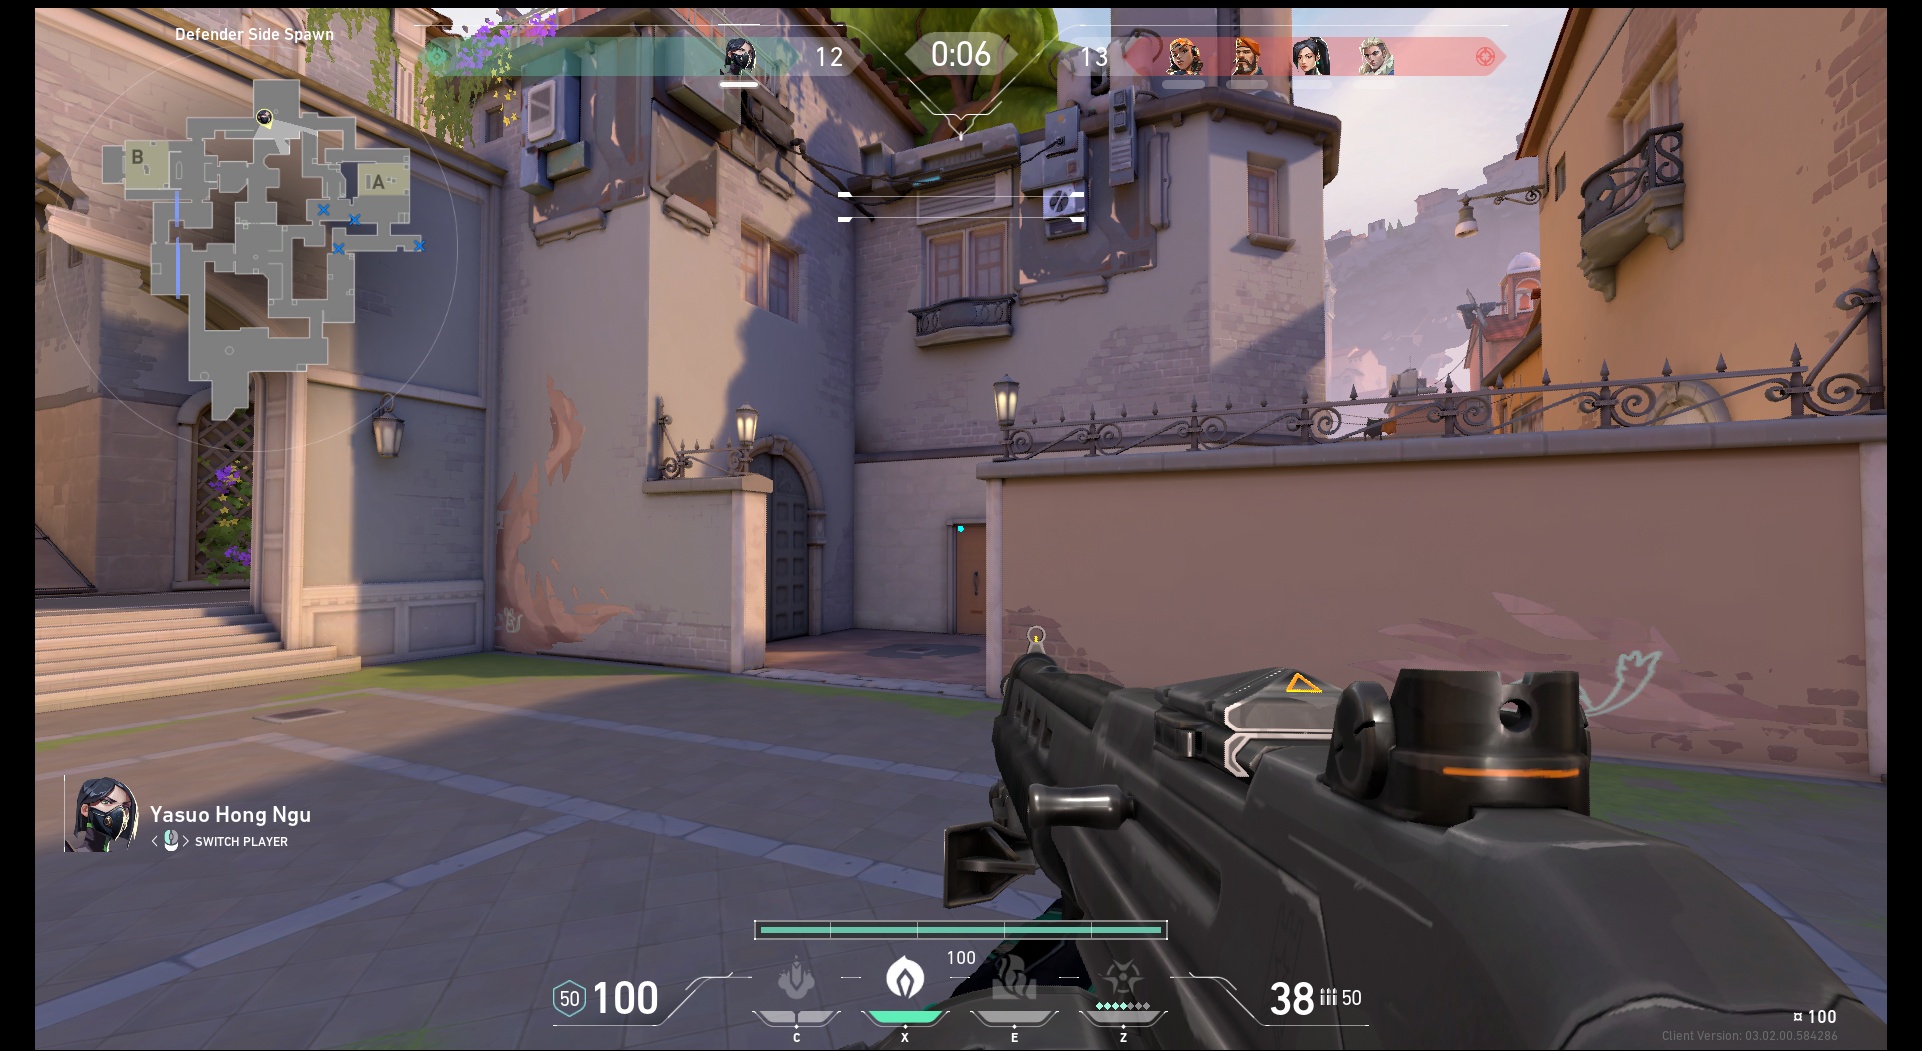 Defender Side Spawn
12
0:06
13
B
A
Yasuo Hong Ngu
< > SWITCH PLAYER
100
50
100
38
50
C
X
E
Z
¤ 100
Client Version: 03.02.00.584286